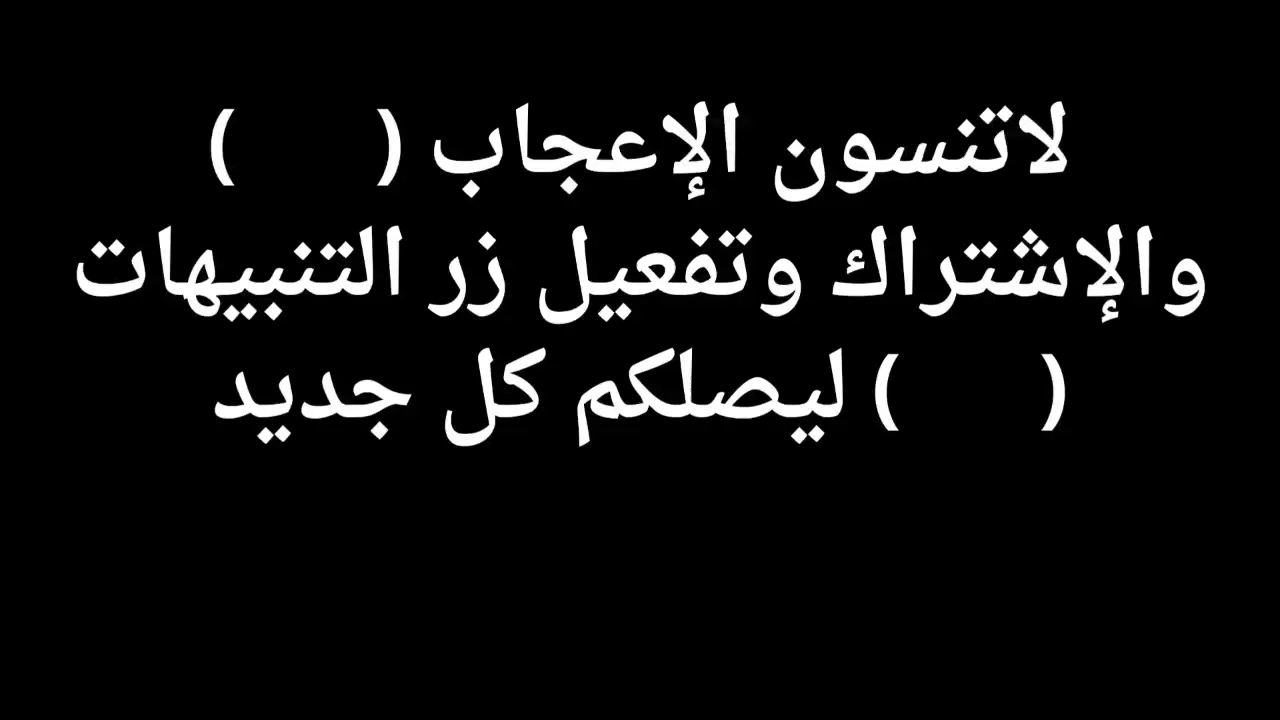 لاتنسون الإعجاب (      )
والإشتراك وتفعيل زر التنبيهات
(      ) ليصلكم كل جديد